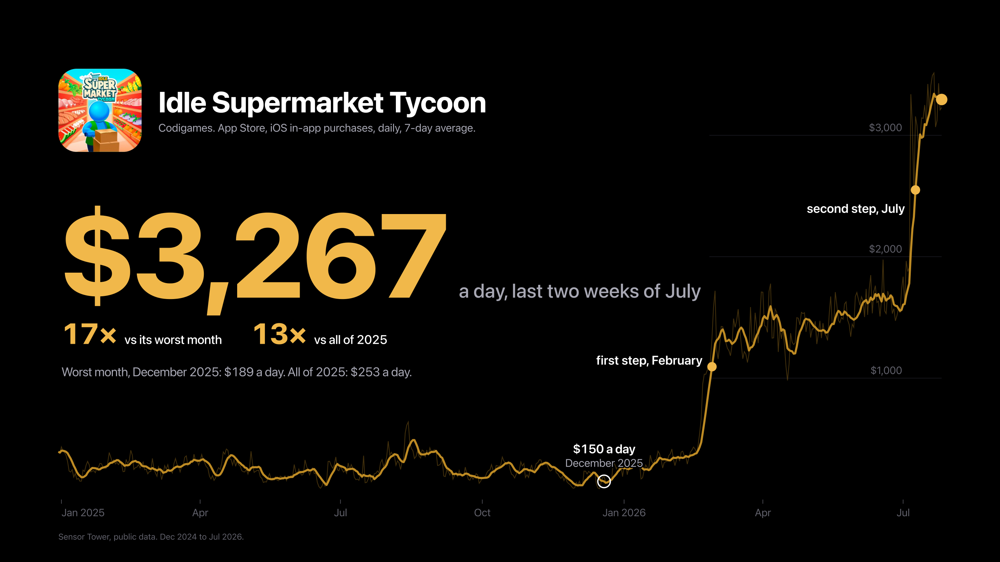 IDLE
SUPER
MARKET
TYCOON
Idle Supermarket Tycoon
Codigames. App Store, iOS in-app purchases, daily, 7-day average.
$3,000
second step, July
$3,267 a day, last two weeks of July
$2,000
17× vs its worst month 13× vs all of 2025
first step, February
Worst month, December 2025: $189 a day. All of 2025: $253 a day.
$1,000
$150 a day
December 2025
Jan 2025 Apr Jul Oct Jan 2026 Apr Jul
Sensor Tower, public data. Dec 2024 to Jul 2026.